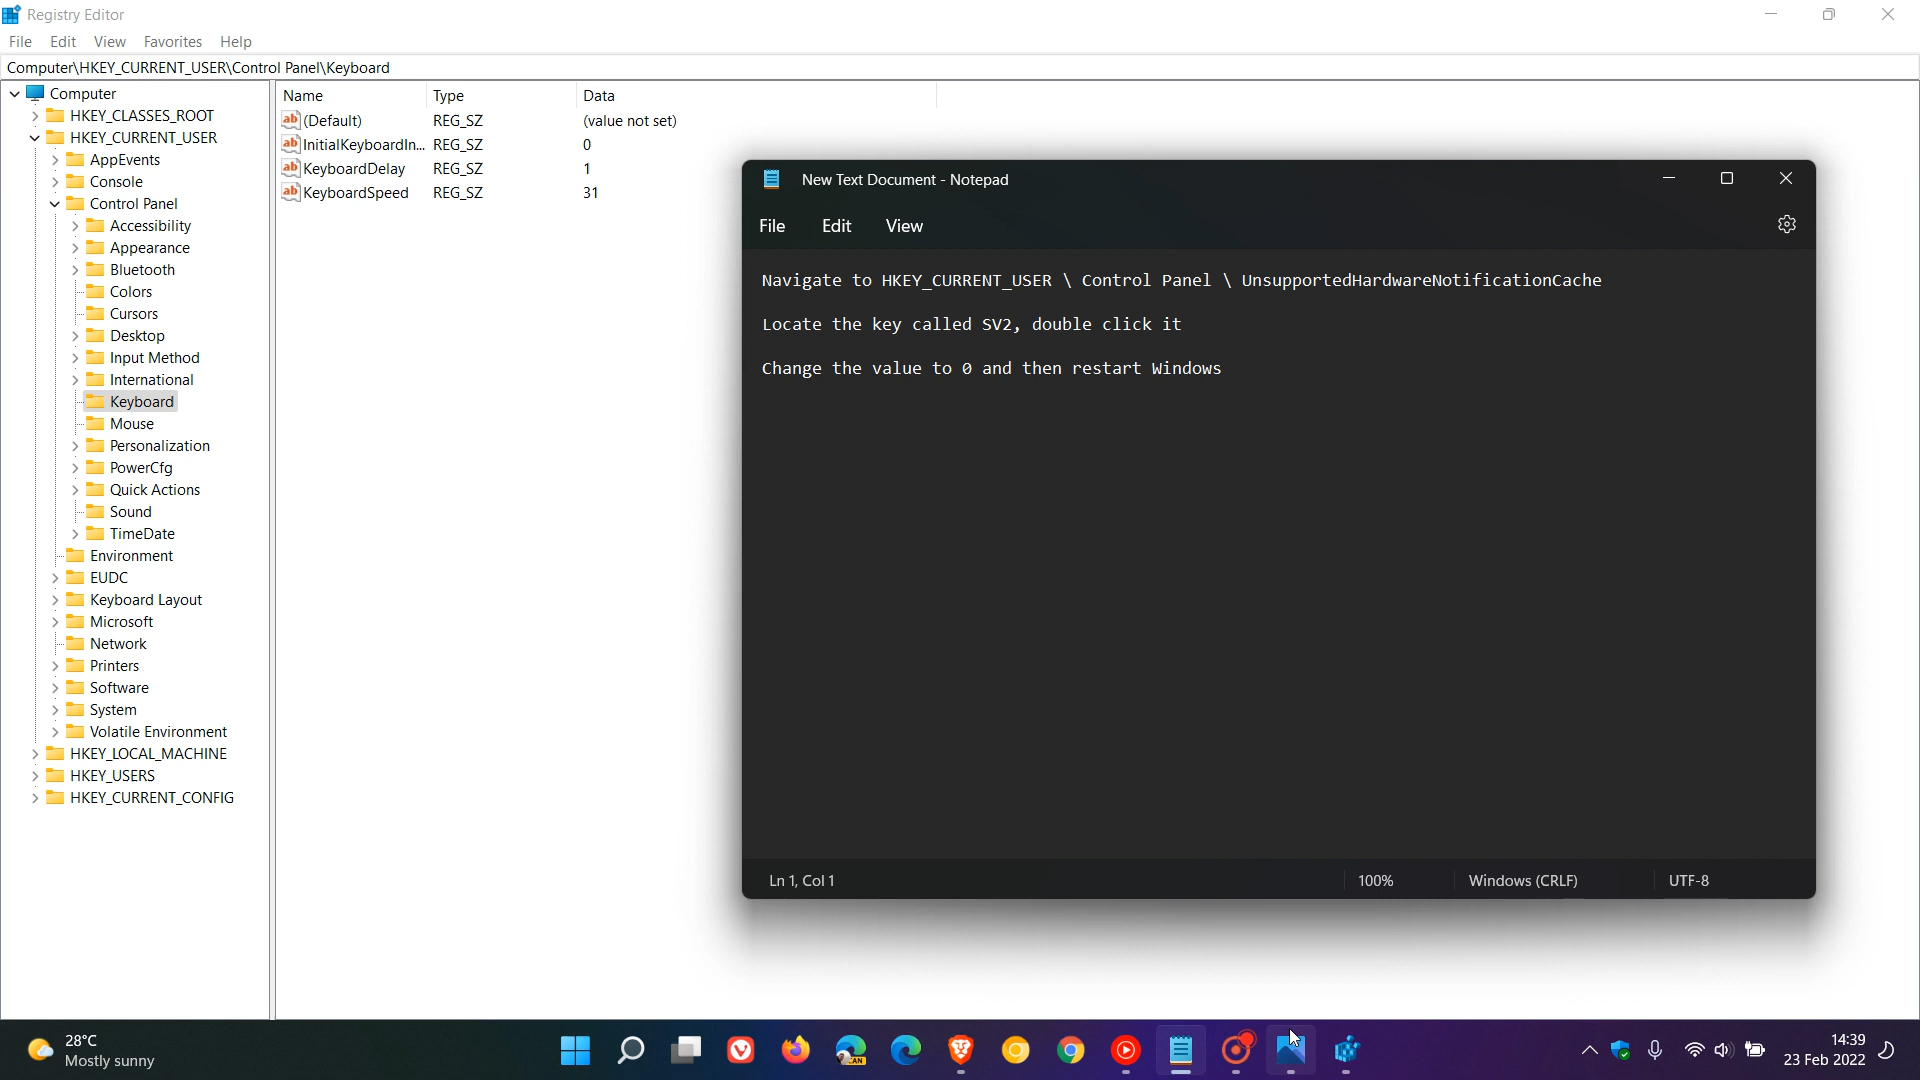 Registry Editor
File Edit View Favorites Help
Computer\HKEY_CURRENT_USER\Control Panel\Keyboard
Computer
HKEY_CLASSES_ROOT
HKEY_CURRENT_USER
AppEvents
Console
Control Panel
Accessibility
Appearance
Bluetooth
Colors
Cursors
Desktop
Input Method
International
Keyboard
Mouse
Personalization
PowerCfg
Quick Actions
Sound
TimeDate
Environment
EUDC
Keyboard Layout
Microsoft
Network
Printers
Software
System
Volatile Environment
HKEY_LOCAL_MACHINE
HKEY_USERS
HKEY_CURRENT_CONFIG
Name Type Data
(Default) REG_SZ (value not set)
InitialKeyboardIn... REG_SZ 0
KeyboardDelay REG_SZ 1
KeyboardSpeed REG_SZ 31
New Text Document - Notepad
File Edit View
Navigate to HKEY_CURRENT_USER \ Control Panel \ UnsupportedHardwareNotificationCache
Locate the key called SV2, double click it
Change the value to 0 and then restart Windows
Ln 1, Col 1 100% Windows (CRLF) UTF-8
28°C
Mostly sunny
CAN
14:39
23 Feb 2022